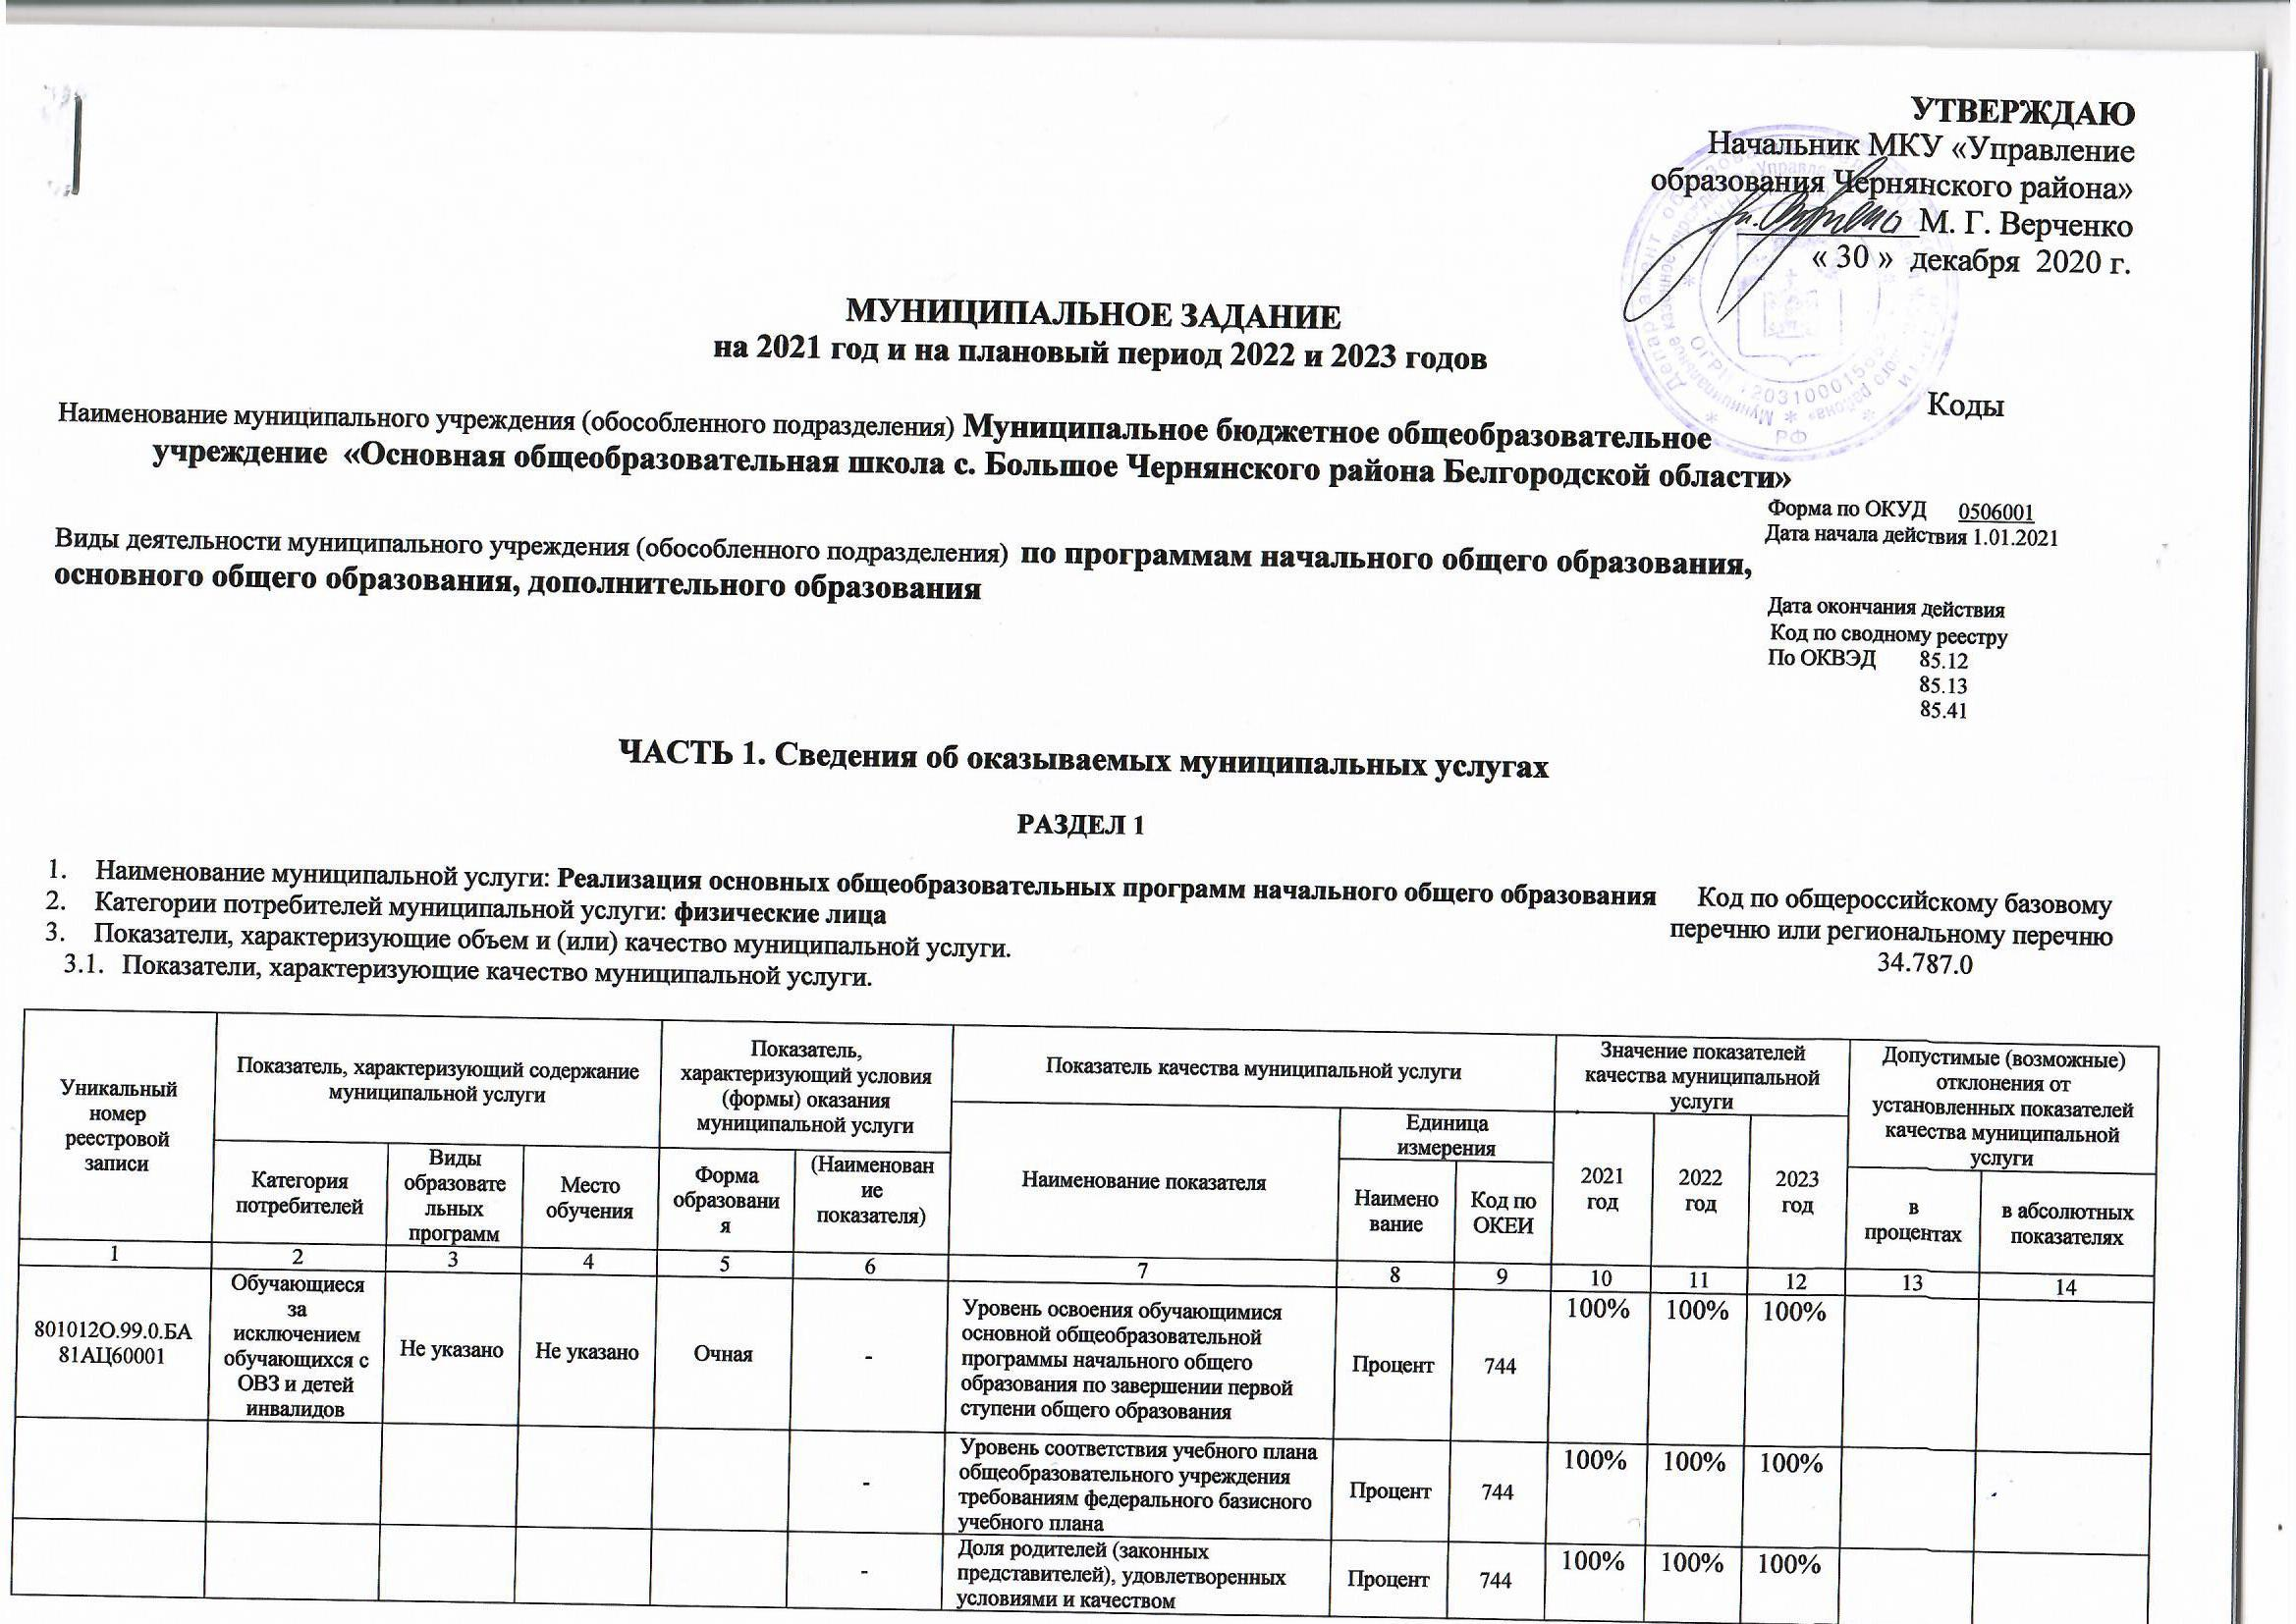 УТВЕРЖДАЮ
Начальник МКУ «Управление
образования Чернянского района»
М. Г. Верченко
« 30 » декабря 2020 г.
МУНИЦИПАЛЬНОЕ ЗАДАНИЕ
на 2021 год и на плановый период 2022 и 2023 годов
Коды
Наименование муниципального учреждения (обособленного подразделения) Муниципальное бюджетное общеобразовательное
учреждение «Основная общеобразовательная школа с. Большое Чернянского района Белгородской области»
Форма по ОКУД 0506001
Дата начала действия 1.01.2021
Виды деятельности муниципального учреждения (обособленного подразделения) по программам начального общего образования,
основного общего образования, дополнительного образования
Дата окончания действия
Код по сводному реестру
По ОКВЭД 85.12
85.13
85.41
ЧАСТЬ 1. Сведения об оказываемых муниципальных услугах
РАЗДЕЛ 1
1. Наименование муниципальной услуги: Реализация основных общеобразовательных программ начального общего образования
2. Категории потребителей муниципальной услуги: физические лица
3. Показатели, характеризующие объем и (или) качество муниципальной услуги.
3.1. Показатели, характеризующие качество муниципальной услуги.
Код по общероссийскому базовому
перечню или региональному перечню
34.787.0
Уникальный
номер
реестровой
записи
Показатель, характеризующий содержание
муниципальной услуги
Показатель,
характеризующий условия
(формы) оказания
муниципальной услуги
Показатель качества муниципальной услуги
Значение показателей
качества муниципальной
услуги
Допустимые (возможные)
отклонения от
установленных показателей
качества муниципальной
услуги
Категория
потребителей
Виды
образовате
льных
программ
Место
обучения
Форма
образовани
я
(Наименован
ие
показателя)
Наименование показателя
Единица
измерения
Наимено
вание
Код по
ОКЕИ
2021
год
2022
год
2023
год
в
процентах
в абсолютных
показателях
1 2 3 4 5 6 7 8 9 10 11 12 13 14
801012О.99.0.БА
81АЦ60001
Обучающиеся
за
исключением
обучающихся с
ОВЗ и детей
инвалидов
Не указано
Не указано
Очная
-
Уровень освоения обучающимися
основной общеобразовательной
программы начального общего
образования по завершении первой
ступени общего образования
Процент
744
100% 100% 100%
-
Уровень соответствия учебного плана
общеобразовательного учреждения
требованиям федерального базисного
учебного плана
Процент
744
100% 100% 100%
-
Доля родителей (законных
представителей), удовлетворенных
условиями и качеством
Процент
744
100% 100% 100%